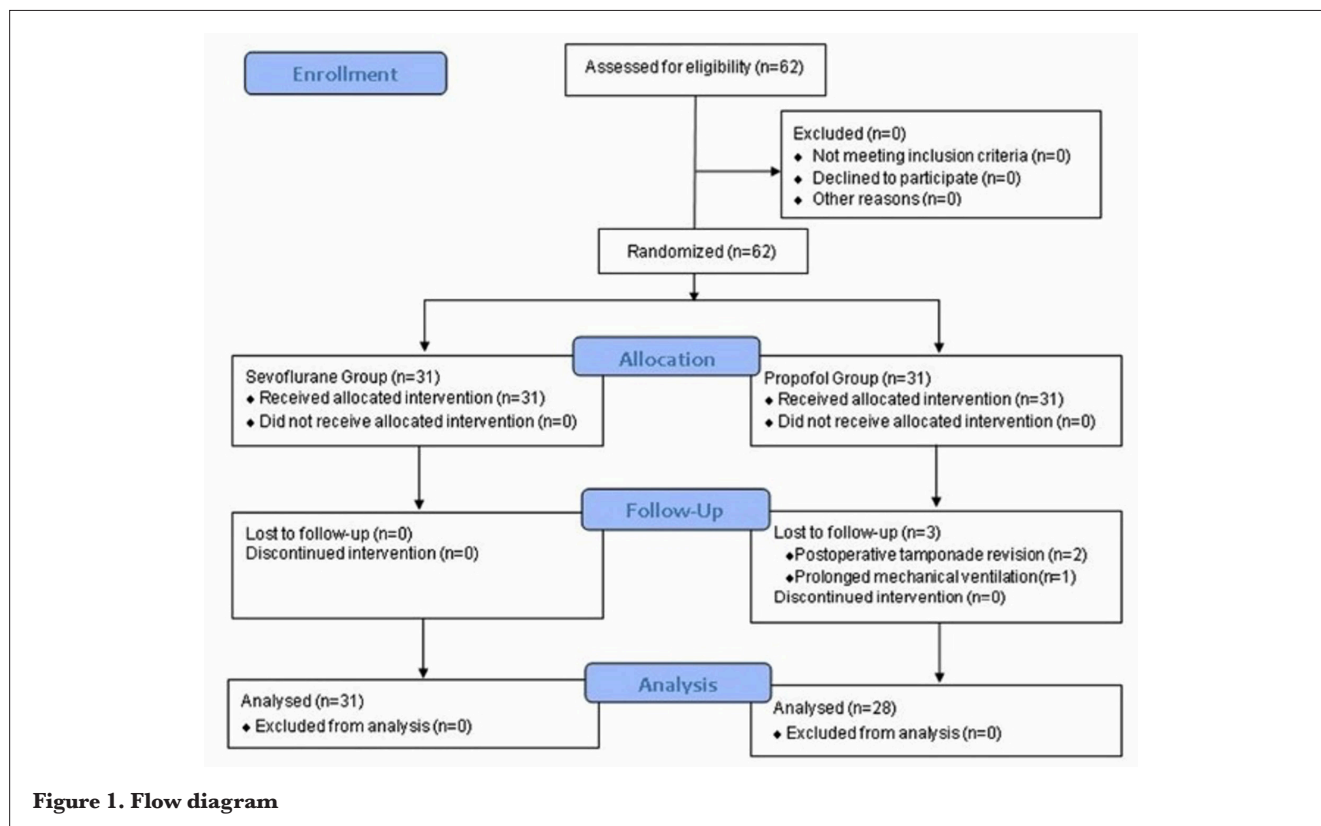 Enrollment
Assessed for eligibility (n=62)
Excluded (n=0)
♦ Not meeting inclusion criteria (n=0)
♦ Declined to participate (n=0)
♦ Other reasons (n=0)
Randomized (n=62)
Allocation
Sevoflurane Group (n=31)
♦ Received allocated intervention (n=31)
♦ Did not receive allocated intervention (n=0)
Propofol Group (n=31)
♦ Received allocated intervention (n=31)
♦ Did not receive allocated intervention (n=0)
Follow-Up
Lost to follow-up (n=0)
Discontinued intervention (n=0)
Lost to follow-up (n=3)
♦Postoperative tamponade revision (n=2)
♦Prolonged mechanical ventilation(n=1)
Discontinued intervention (n=0)
Analysis
Analysed (n=31)
♦ Excluded from analysis (n=0)
Analysed (n=28)
♦ Excluded from analysis (n=0)
Figure 1. Flow diagram